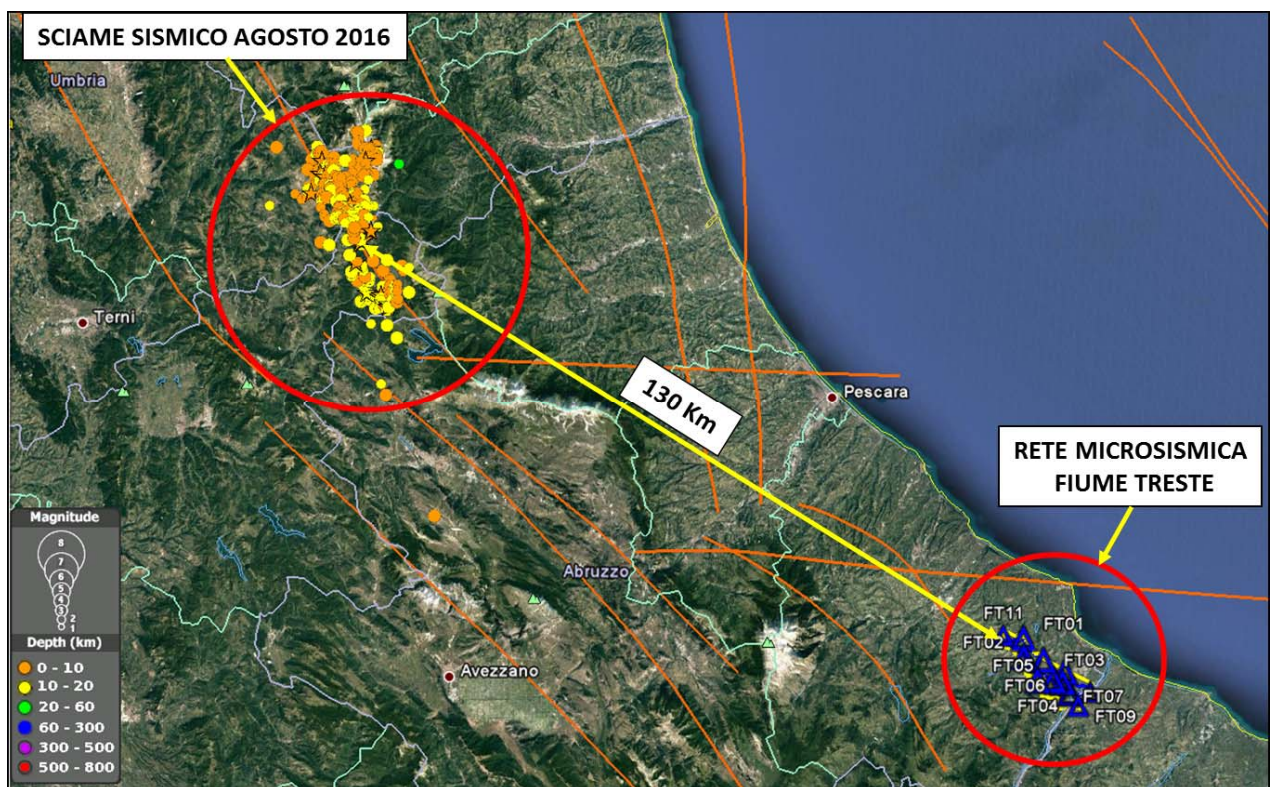 SCIAME SISMICO AGOSTO 2016
Umbria
Terni
130 Km
Pescara
RETE MICROSISMICA
FIUME TRESTE
Abruzzo
Avezzano
FT11
FT01
FT02
FT05
FT03
FT06
FT07
FT04
FT09
Magnitude
8
7
6
5
4
3
2
1
Depth (km)
0 - 10
10 - 20
20 - 60
60 - 300
300 - 500
500 - 800